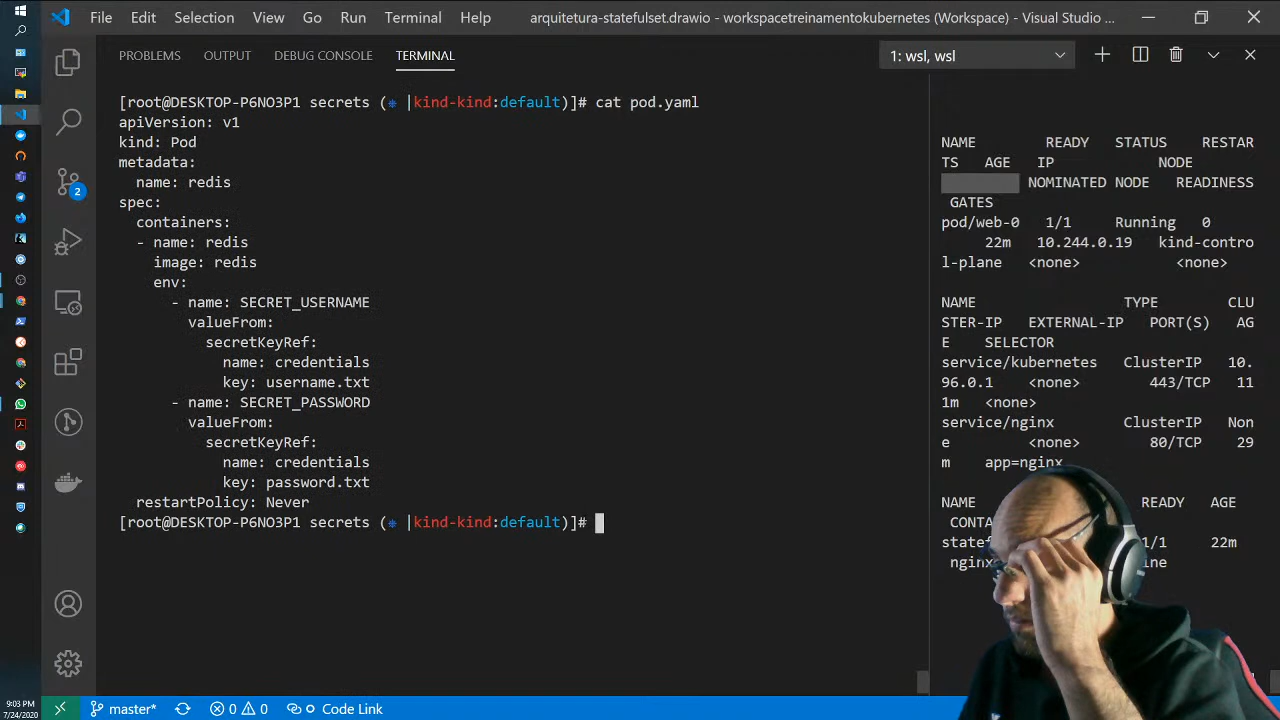 File Edit Selection View Go Run Terminal Help arquitetura-statefulset.drawio - workspacetreinamentokubernetes (Workspace) - Visual Studio ...
PROBLEMS OUTPUT DEBUG CONSOLE TERMINAL 1: wsl, wsl
[root@DESKTOP-P6NO3P1 secrets (⎈ |kind-kind:default)]# cat pod.yaml
apiVersion: v1
kind: Pod
metadata:
  name: redis
spec:
  containers:
  - name: redis
    image: redis
    env:
      - name: SECRET_USERNAME
        valueFrom:
          secretKeyRef:
            name: credentials
            key: username.txt
      - name: SECRET_PASSWORD
        valueFrom:
          secretKeyRef:
            name: credentials
            key: password.txt
  restartPolicy: Never
[root@DESKTOP-P6NO3P1 secrets (⎈ |kind-kind:default)]#
NAME READY STATUS RESTAR
TS AGE IP NODE
NOMINATED NODE READINESS
GATES
pod/web-0 1/1 Running 0
22m 10.244.0.19 kind-contro
l-plane <none> <none>
NAME TYPE CLU
STER-IP EXTERNAL-IP PORT(S) AG
E SELECTOR
service/kubernetes ClusterIP 10.
96.0.1 <none> 443/TCP 11
1m <none>
service/nginx ClusterIP Non
e <none> 80/TCP 29
m app=nginx
NAME READY AGE
CONTA
statef 1/1 22m
nginx ine
2
9:03 PM
7/24/2020
master* 0 0 Code Link